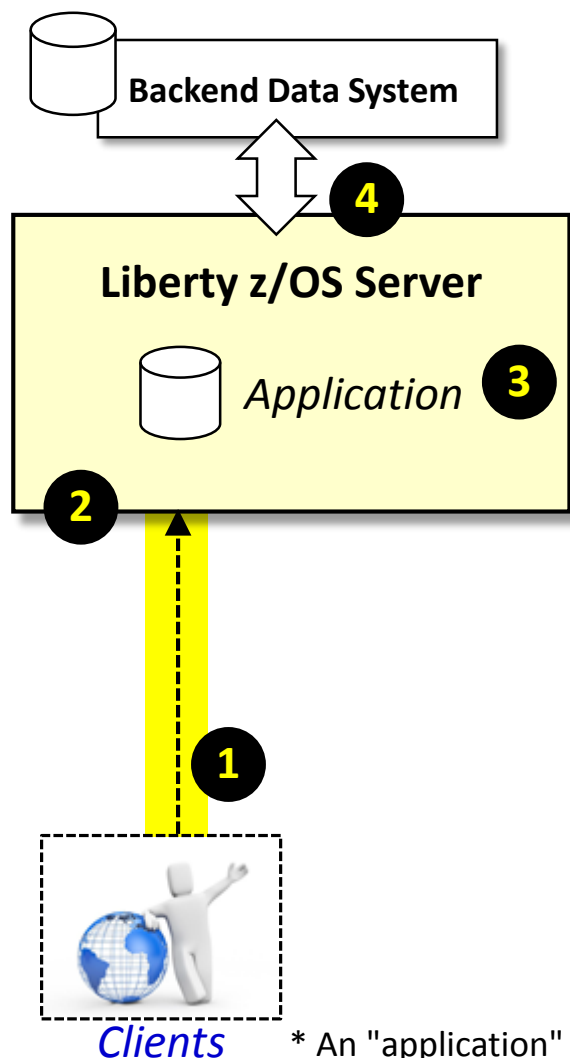 Backend Data System
4
Liberty z/OS Server
Application
3
2
1
Clients
* An "application"